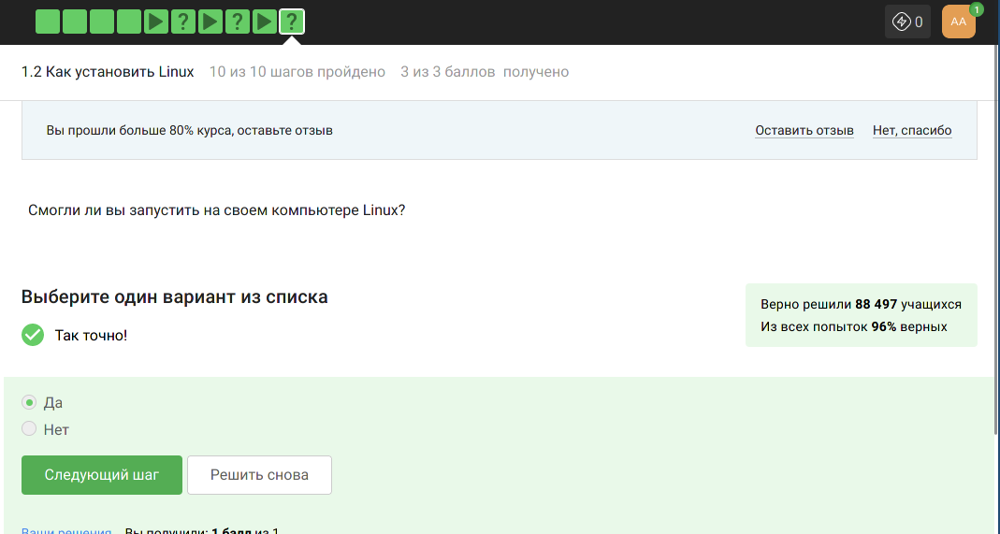 ? ? ?
0
AA
1
1.2 Как установить Linux 10 из 10 шагов пройдено 3 из 3 баллов получено
Вы прошли больше 80% курса, оставьте отзыв Оставить отзыв Нет, спасибо
Смогли ли вы запустить на своем компьютере Linux?
Выберите один вариант из списка
Верно решили 88 497 учащихся
Из всех попыток 96% верных
Так точно!
Да
Нет
Следующий шаг Решить снова
Ваши решения Вы получили: 1 балл из 1